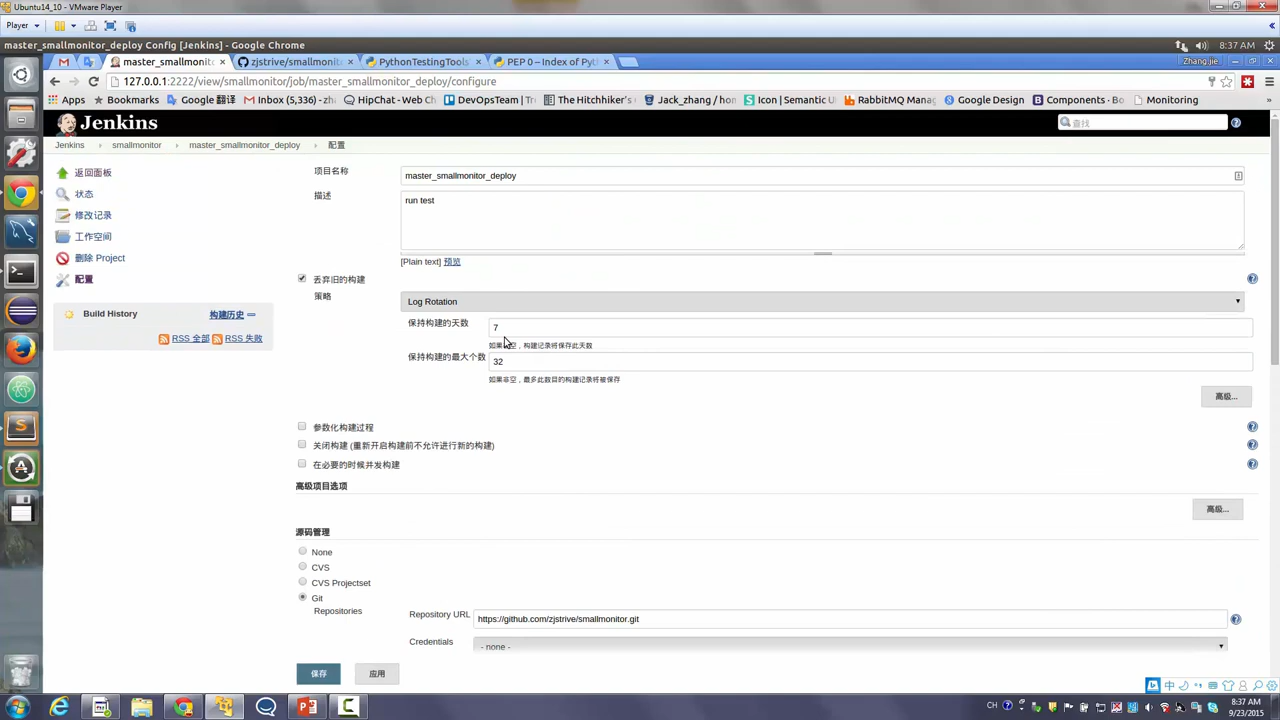 Ubuntu14_10 - VMware Player
Player
master_smallmonitor_deploy Config [Jenkins] - Google Chrome
8:37 AM
master_smallmonito
zjstrive/smallmonito
PythonTestingTools
PEP 0 – Index of Pyth
Zhangjie
127.0.0.1:2222/view/smallmonitor/job/master_smallmonitor_deploy/configure
Apps
Bookmarks
Google 翻译
Inbox (5,336) - zha
HipChat - Web Ch
DevOpsTeam | Tr
The Hitchhiker's
Jack_zhang / hom
Icon | Semantic U
RabbitMQ Manag
Google Design
Components · Boo
Monitoring
Jenkins
查找
Jenkins
smallmonitor
master_smallmonitor_deploy
配置
返回面板
状态
修改记录
工作空间
删除 Project
配置
Build History
构建历史
RSS 全部
RSS 失败
项目名称
master_smallmonitor_deploy
描述
run test
[Plain text] 预览
丢弃旧的构建
策略
Log Rotation
保持构建的天数
7
如果非空，构建记录将保存此天数
保持构建的最大个数
32
如果非空，最多此数目的构建记录将被保存
高级...
参数化构建过程
关闭构建 (重新开启构建前不允许进行新的构建)
在必要的时候并发构建
高级项目选项
高级...
源码管理
None
CVS
CVS Projectset
Git
Repositories
Repository URL
https://github.com/zjstrive/smallmonitor.git
Credentials
- none -
保存
应用
中
CH
8:37 AM
9/23/2015